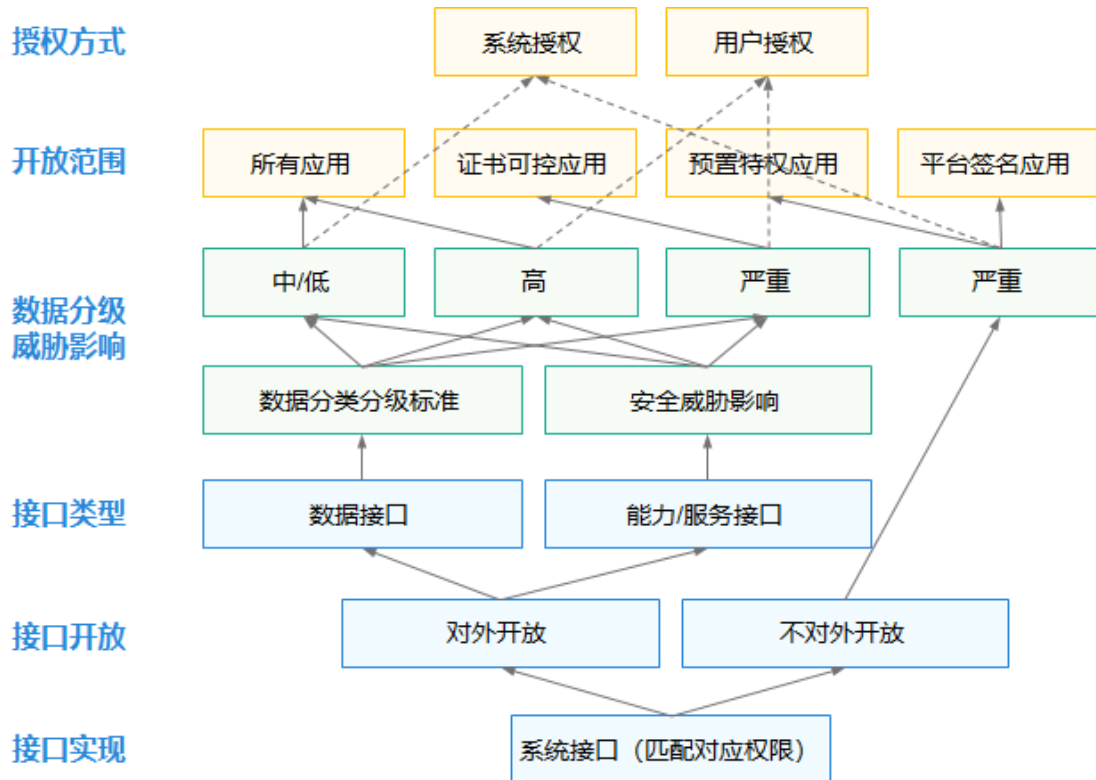 授权方式
系统授权
用户授权
开放范围
所有应用
证书可控应用
预置特权应用
平台签名应用
数据分级
威胁影响
中/低
高
严重
严重
数据分类分级标准
安全威胁影响
接口类型
数据接口
能力/服务接口
接口开放
对外开放
不对外开放
接口实现
系统接口（匹配对应权限）